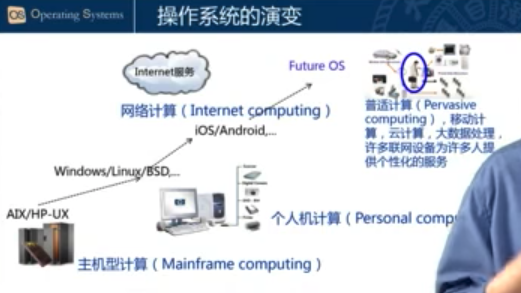 OS Operating Systems
操作系统的演变
Internet服务
Future OS
网络计算（Internet computing）
iOS/Android,...
普适计算（Pervasive
computing），移动计
算，云计算，大数据处理，
许多联网设备为许多人提
供个性化的服务
Windows/Linux/BSD,...
AIX/HP-UX
个人机计算（Personal comp
主机型计算（Mainframe computing）